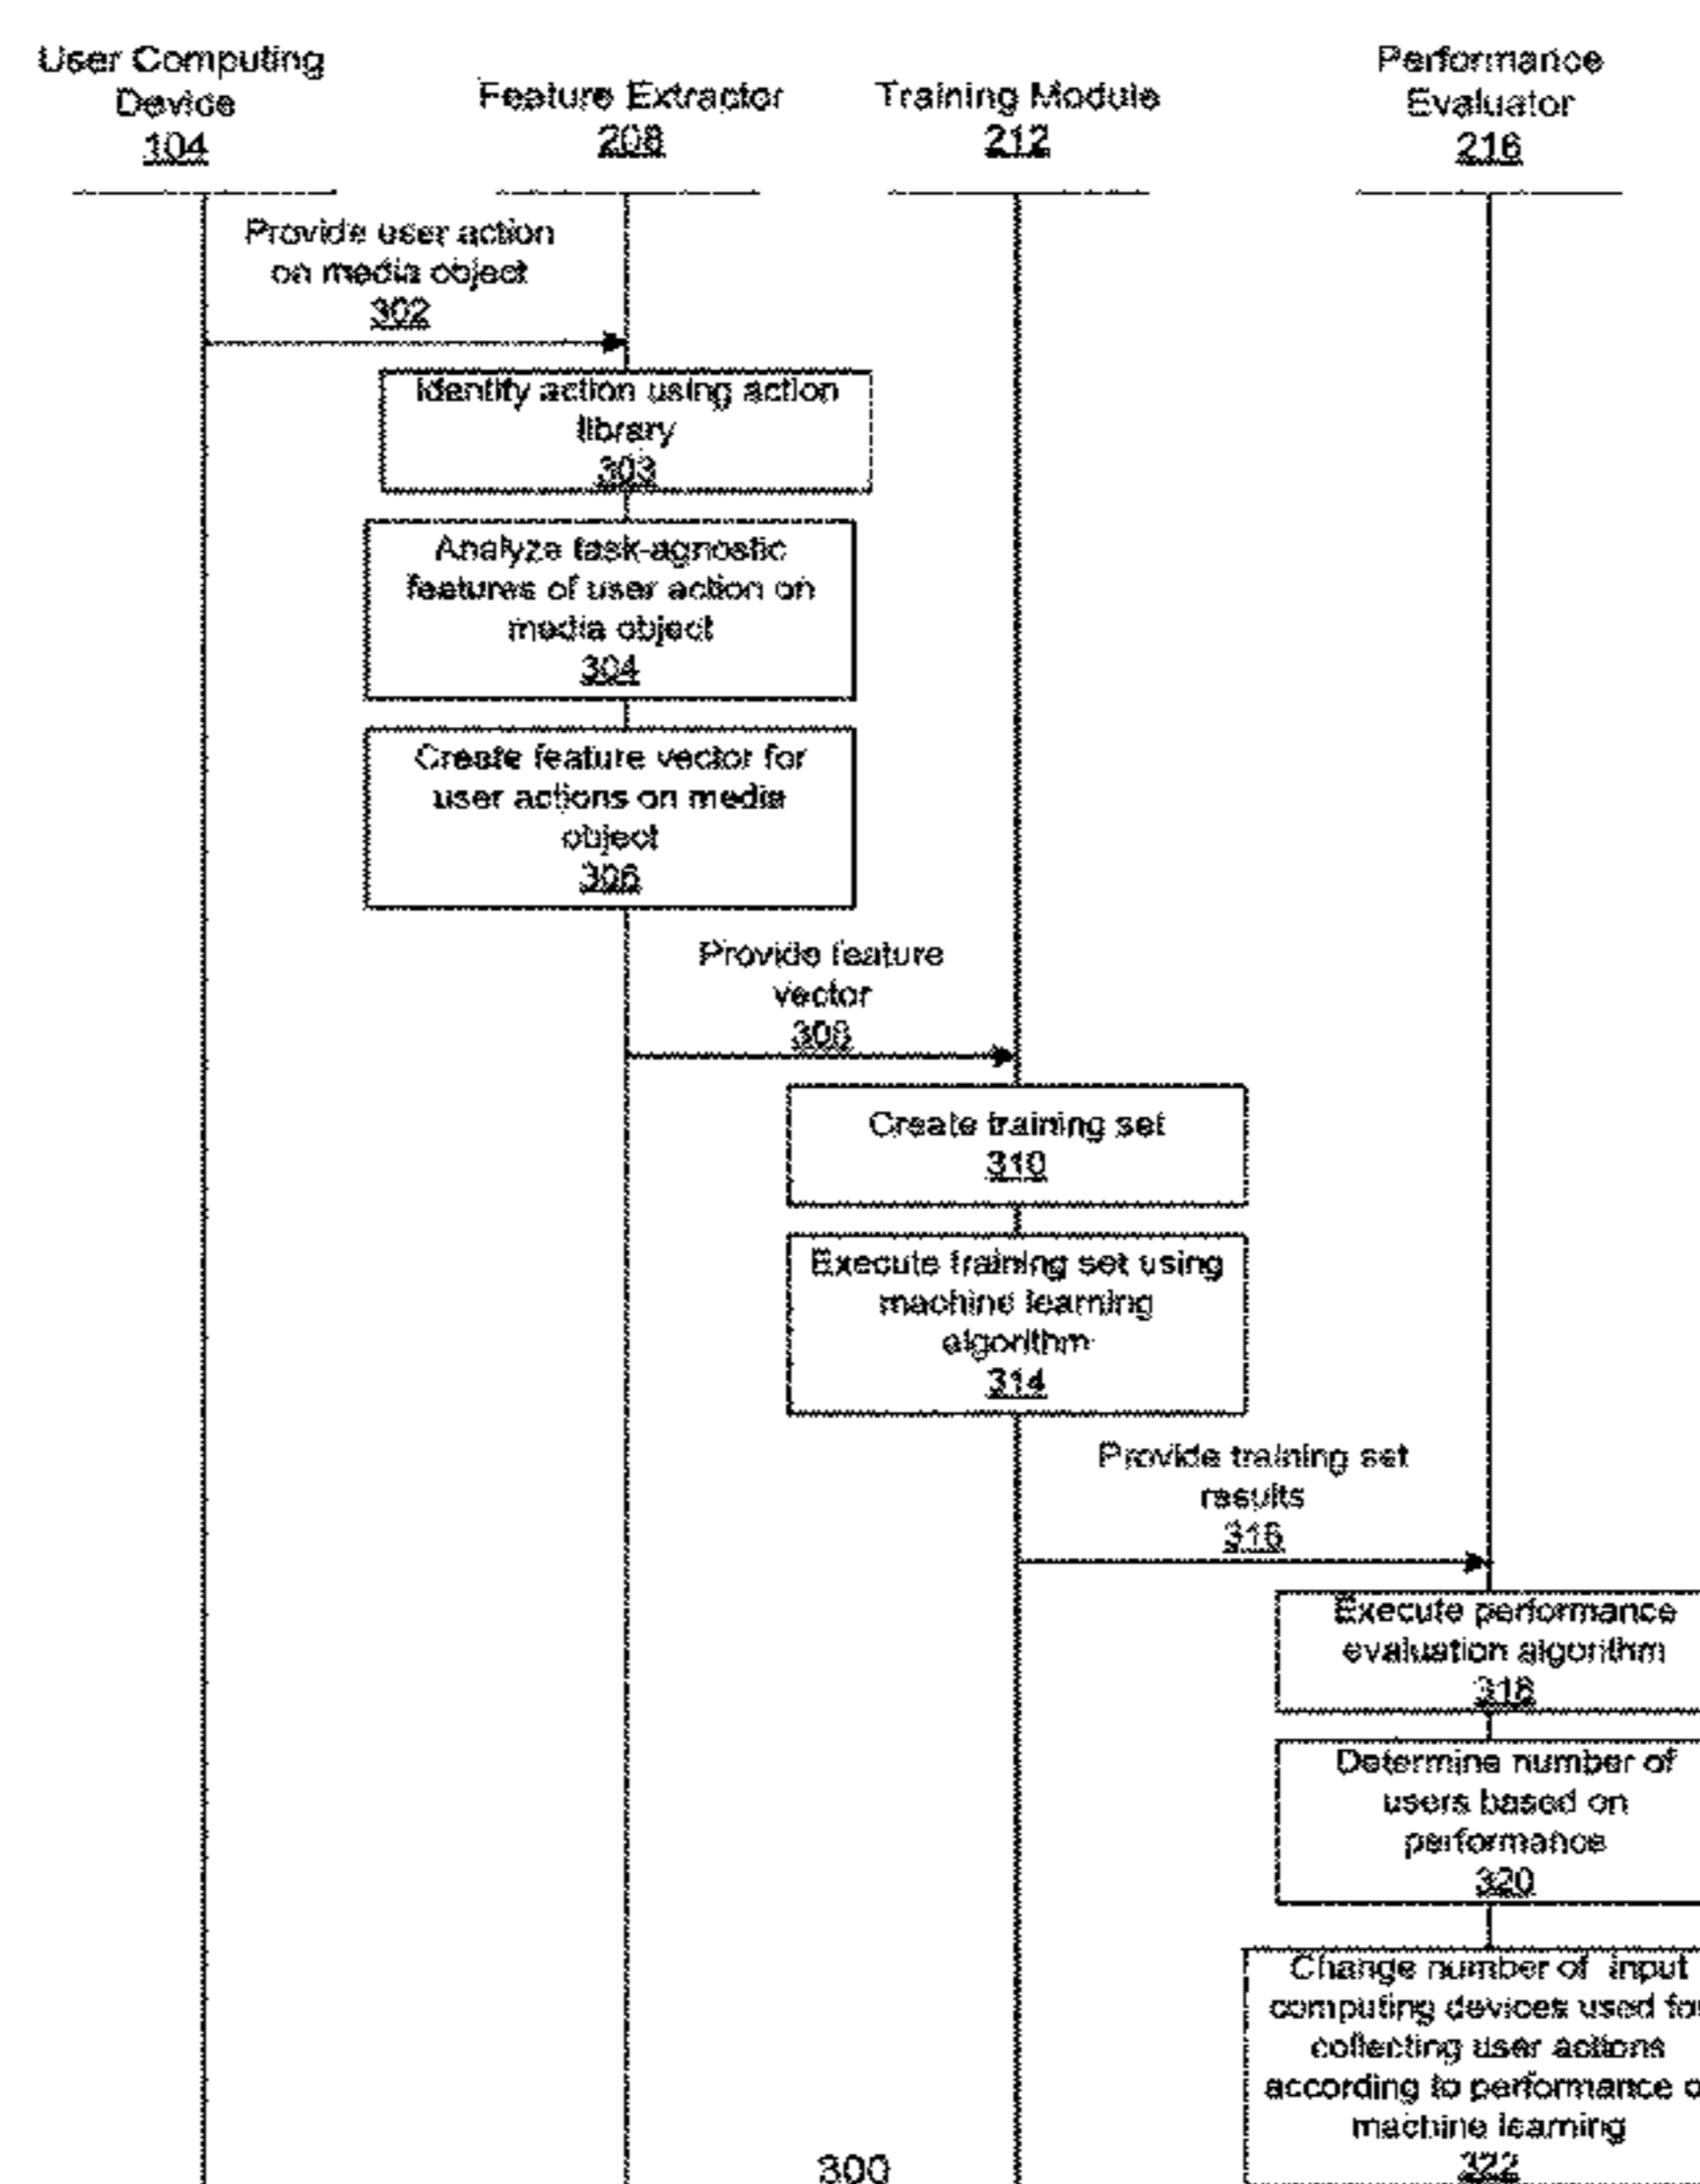 User Computing
Device
104
Feature Extractor
208
Training Module
212
Performance
Evaluator
216
Provide user action
on media object
302
Identify action using action
library
303
Analyze task-agnostic
features of user action on
media object
304
Create feature vector for
user actions on media
object
306
Provide feature
vector
308
Create training set
310
Execute training set using
machine learning
algorithm
314
Provide training set
results
316
Execute performance
evaluation algorithm
318
Determine number of
users based on
performance
320
Change number of input
computing devices used for
collecting user actions
according to performance
machine learning
322
300